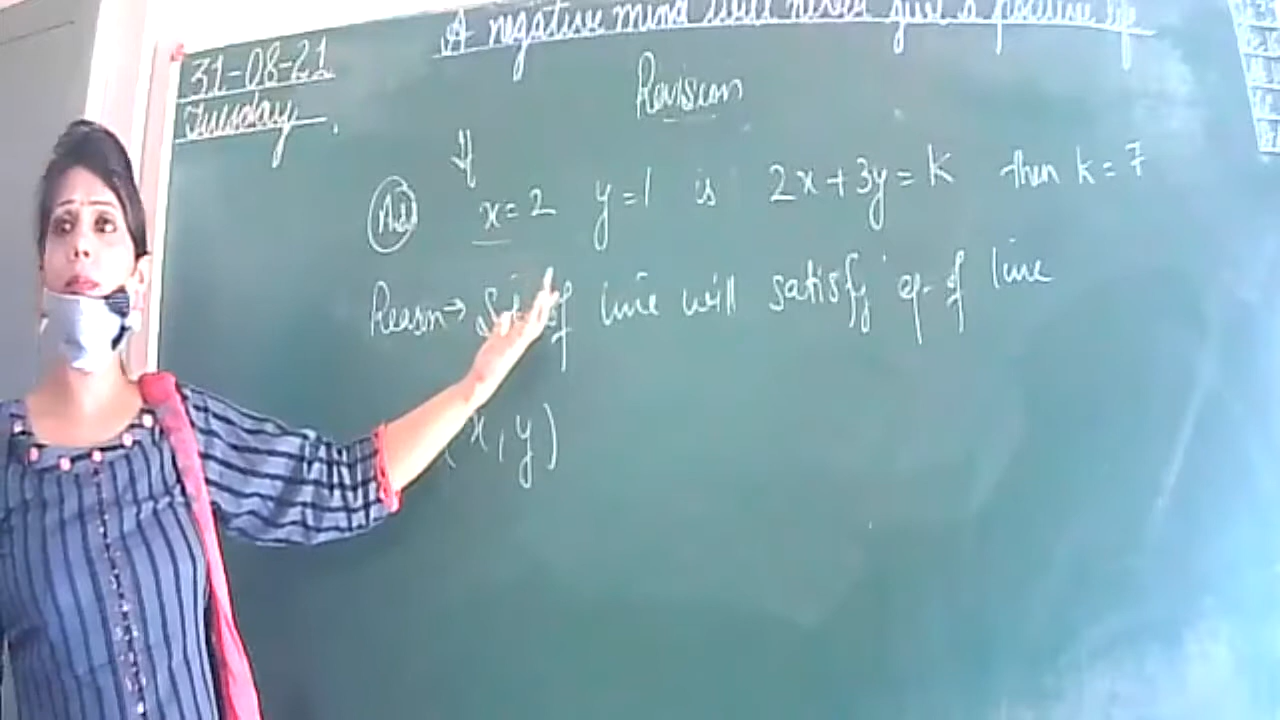 A negative mind will never give a positive life
31-08-21
Tuesday
Revision
If
x=2 y=1 is 2x+3y=k then k=7
Reason→ Sol of line will satisfy eq. of line
x, y)